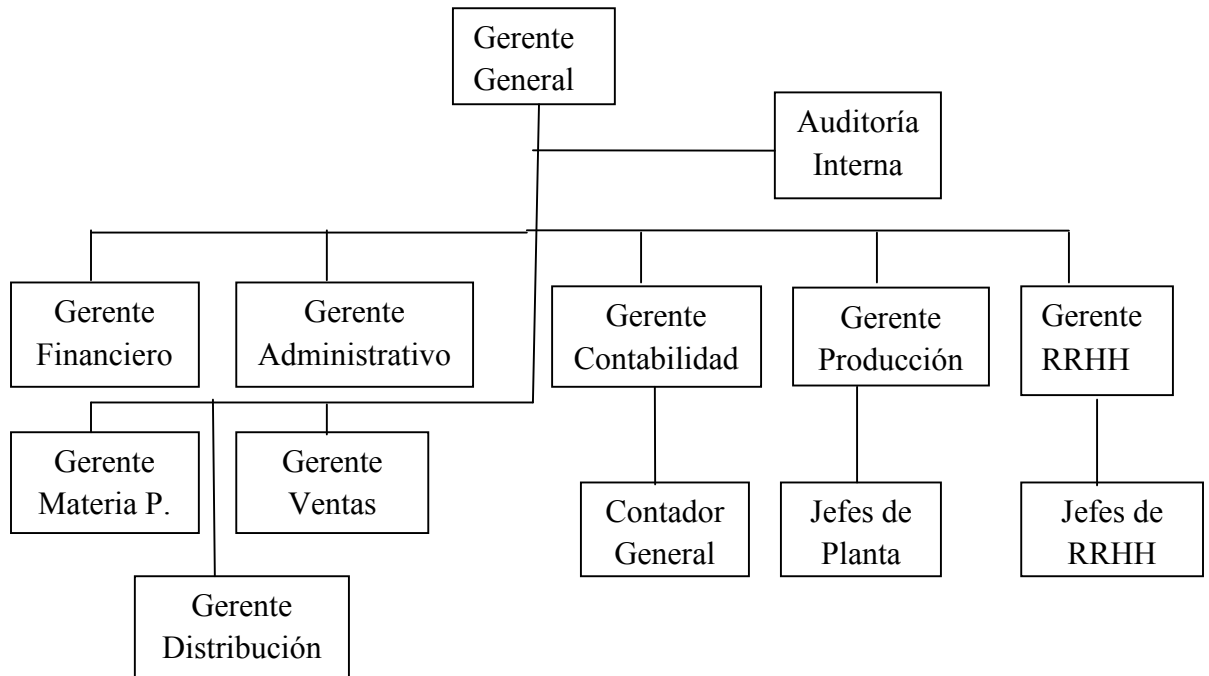 Gerente
General
Auditoría
Interna
Gerente
Financiero
Gerente
Administrativo
Gerente
Contabilidad
Gerente
Producción
Gerente
RRHH
Gerente
Materia P.
Gerente
Ventas
Contador
General
Jefes de
Planta
Jefes de
RRHH
Gerente
Distribución